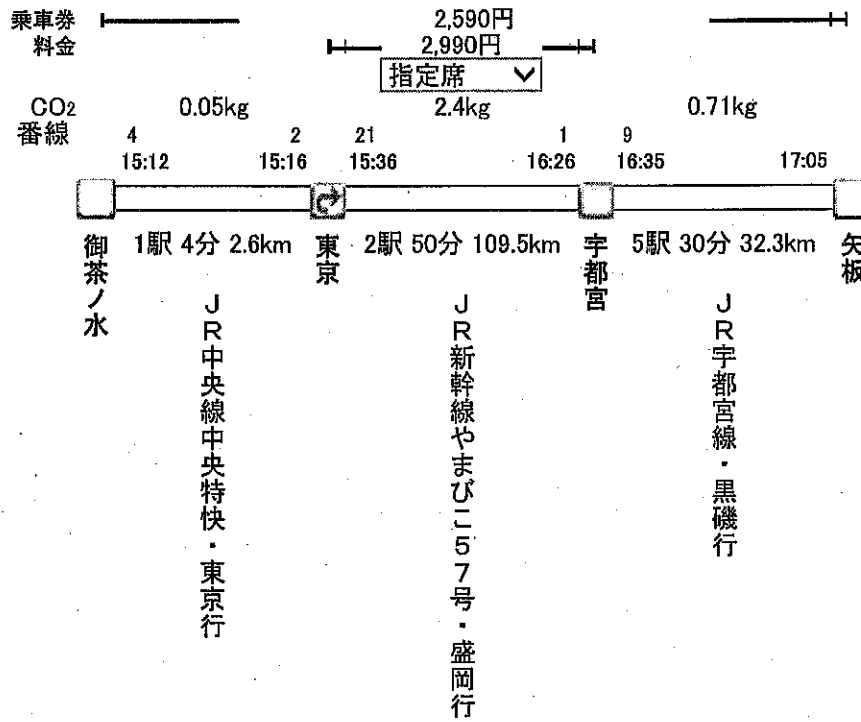 乗車券 2,590円
料金 2,990円
指定席
CO2 0.05kg 2.4kg 0.71kg
番線 4 2 21 1 9
15:12 15:16 15:36 16:26 16:35 17:05
1駅 4分 2.6km 2駅 50分 109.5km 5駅 30分 32.3km
御茶ノ水
東京
宇都宮
矢板
JR中央線中央特快・東京行
JR新幹線やまびこ57号・盛岡行
JR宇都宮線・黒磯行